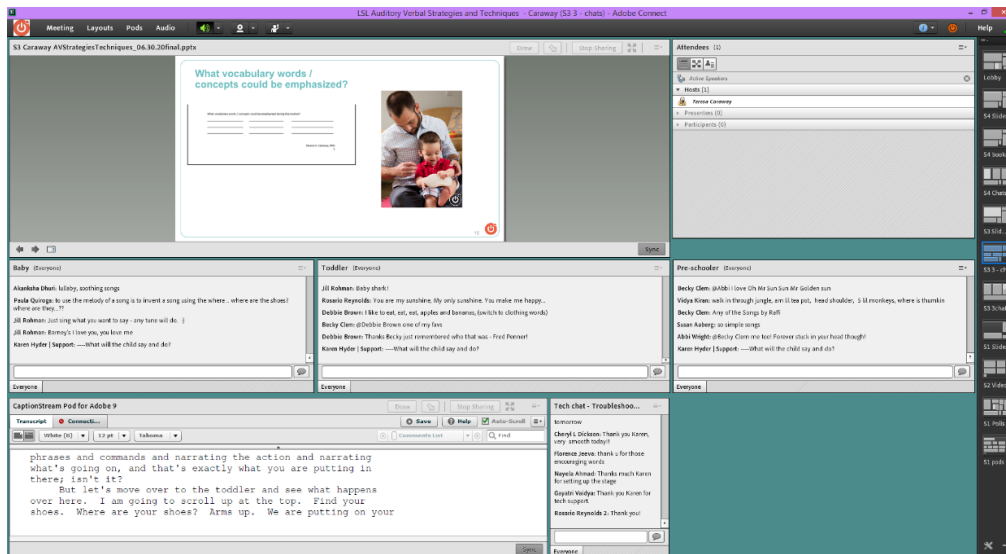 LSL Auditory Verbal Strategies and Techniques - Caraway (S3 3 - chats) - Adobe Connect
Meeting Layouts Pods Audio Help
S3 Caraway AVStrategiesTechniques_06.30.20final.pptx
Draw Stop Sharing
What vocabulary words /
concepts could be emphasized?
Sync
Attendees (1)
Active Speakers
Hosts (1)
Teresa Caraway
Presenters (0)
Participants (0)
Baby (Everyone)
Akanksha Dhari: lullaby, soothing songs
Paula Quiroga: to use the melody of a song is to invent a song using the where... where are the shoes?
where are they...??
Jill Rohman: Just sing what you want to say - any tune will do. :)
Jill Rohman: Barney's I love you, you love me
Karen Hyder | Support: ----What will the child say and do?
Everyone
Toddler (Everyone)
Jill Rohman: Baby shark!
Rosario Reynolds: You are my sunshine, My only sunshine. You make me happy...
Debbie Brown: I like to eat, eat, eat, apples and bananas, (switch to clothing words)
Becky Clem: @Debbie Brown one of my favs
Debbie Brown: Thanks Becky just remembered who that was - Fred Penner!
Karen Hyder | Support: ----What will the child say and do?
Everyone
Pre-schooler (Everyone)
Becky Clem: @Abbi I love Oh Mr Sun Sun Mr Golden sun
Vidya Kiran: walk in through jungle, am lil tea pot, head shoulder, 5 lil monkeys, where is thumkin
Becky Clem: Any of the Songs by Raffi
Susan Aaberg: so simple songs
Abbi Wright: @Becky Clem me too! Forever stuck in your head though!
Karen Hyder | Support: ----What will the child say and do?
Everyone
CaptionStream Pod for Adobe 9
Draw Stop Sharing
Transcript Connecti... Save Help Auto-Scroll
White (B) 12 pt Tahoma Comments List Find
phrases and commands and narrating the action and narrating
what's going on, and that's exactly what you are putting in
there; isn't it?
But let's move over to the toddler and see what happens
over here. I am going to scroll up at the top. Find your
shoes. Where are your shoes? Arms up. We are putting on your
Sync
Tech chat - Troubleshoo...
tomorrow
Cheryl L Dickson: Thank you Karen,
very smooth today!!
Florence Jeeva: thank u for those
encouraging words
Nayela Ahmad: Thanks much Karen
for setting up the stage
Gayatri Vaidya: Thank you Karen for
tech support
Rosario Reynolds 2: Thank you!
Everyone
Lobby
S4 Slide
S4 book
S4 Chats
S3 Slid...
S3 3 - ch
S3 3chat
S1 Slide
S2 Video
S1 Polls
S1 pods